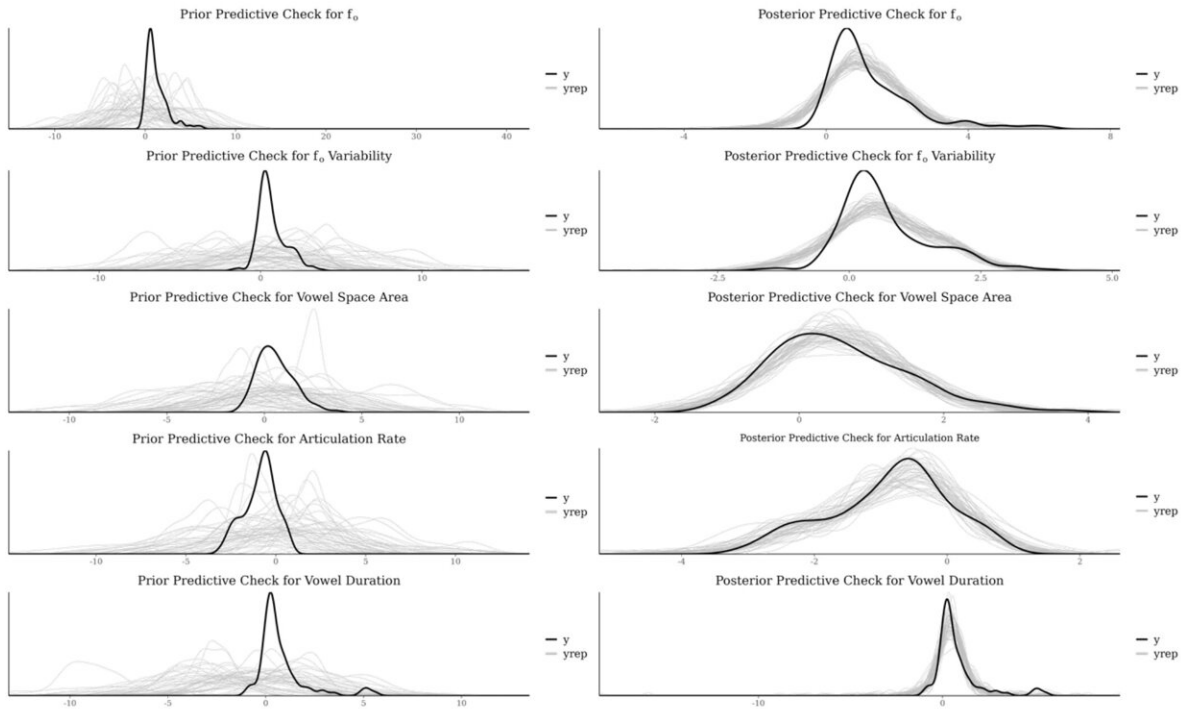 Prior Predictive Check for fₒ
y
yrep
-10 0 10 20 30 40
Posterior Predictive Check for fₒ
y
yrep
-4 0 4 8
Prior Predictive Check for fₒ Variability
y
yrep
-10 0 10
Posterior Predictive Check for fₒ Variability
y
yrep
-2.5 0.0 2.5 5.0
Prior Predictive Check for Vowel Space Area
y
yrep
-10 -5 0 5 10
Posterior Predictive Check for Vowel Space Area
y
yrep
-2 0 2 4
Prior Predictive Check for Articulation Rate
y
yrep
-10 -5 0 5 10
Posterior Predictive Check for Articulation Rate
y
yrep
-4 -2 0 2
Prior Predictive Check for Vowel Duration
y
yrep
-10 -5 0 5 10
Posterior Predictive Check for Vowel Duration
y
yrep
-10 0